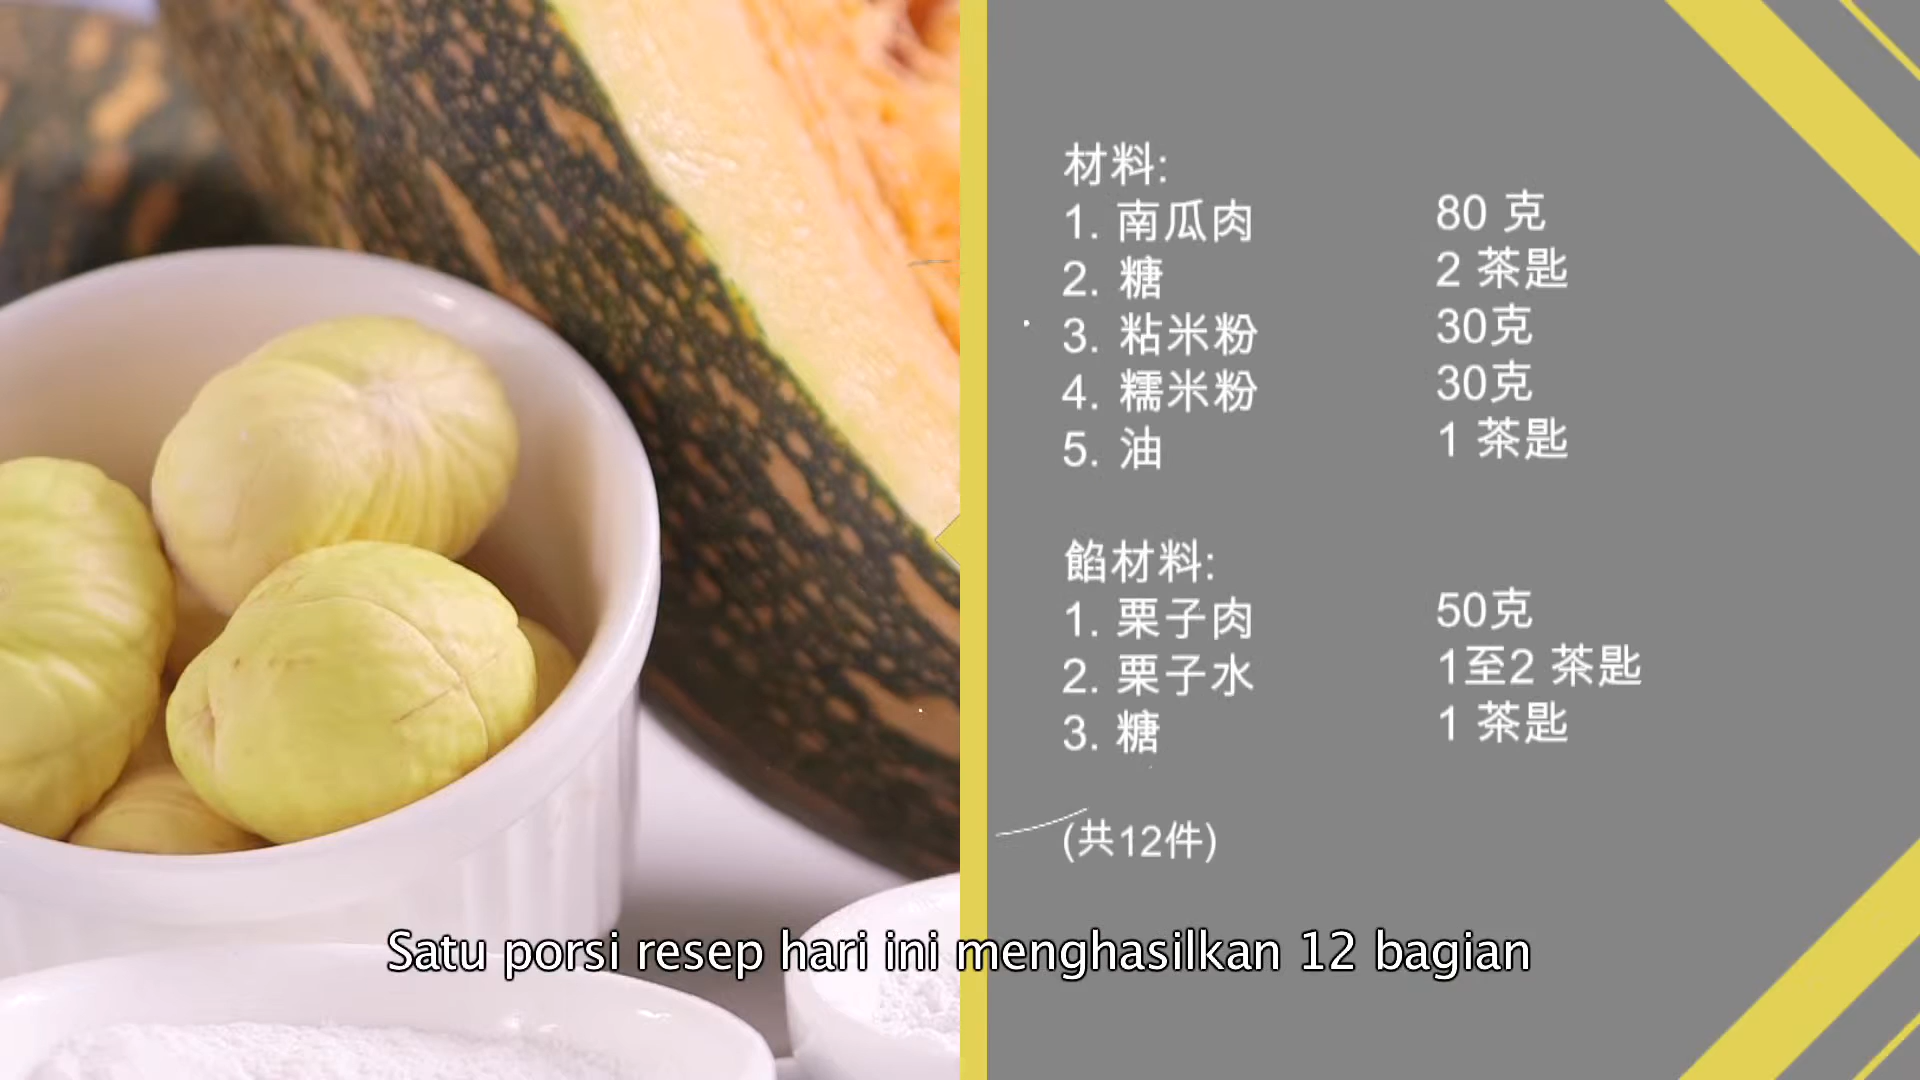 材料:
1. 南瓜肉 80 克
2. 糖 2 茶匙
3. 粘米粉 30克
4. 糯米粉 30克
5. 油 1 茶匙
餡材料:
1. 栗子肉 50克
2. 栗子水 1至2 茶匙
3. 糖 1 茶匙
(共12件)
Satu porsi resep hari ini menghasilkan 12 bagian